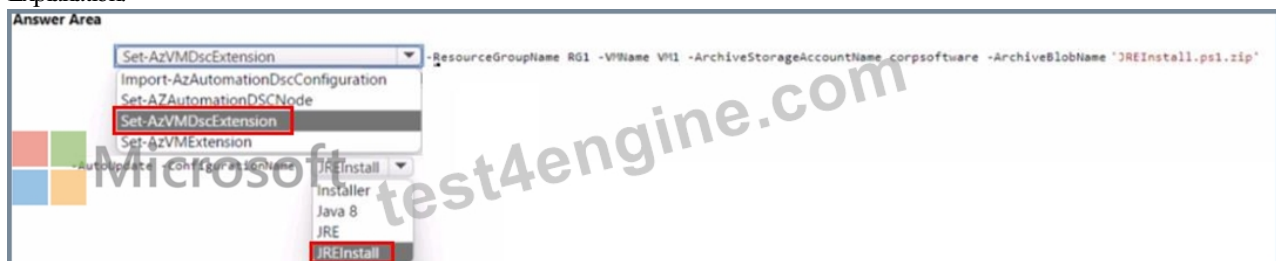 Answer Area
Set-AzVMDscExtension -ResourceGroupName RG1 -VMName VM1 -ArchiveStorageAccountName corpsoftware -ArchiveBlobName 'JREInstall.ps1.zip'
Import-AzAutomationDscConfiguration
Set-AZAutomationDSCNode
Set-AzVMDscExtension
Set-AzVMExtension
-AutoUpdate -ConfigurationName JREInstall
Installer
Java 8
JRE
JREInstall
Microsoft
test4engine.com